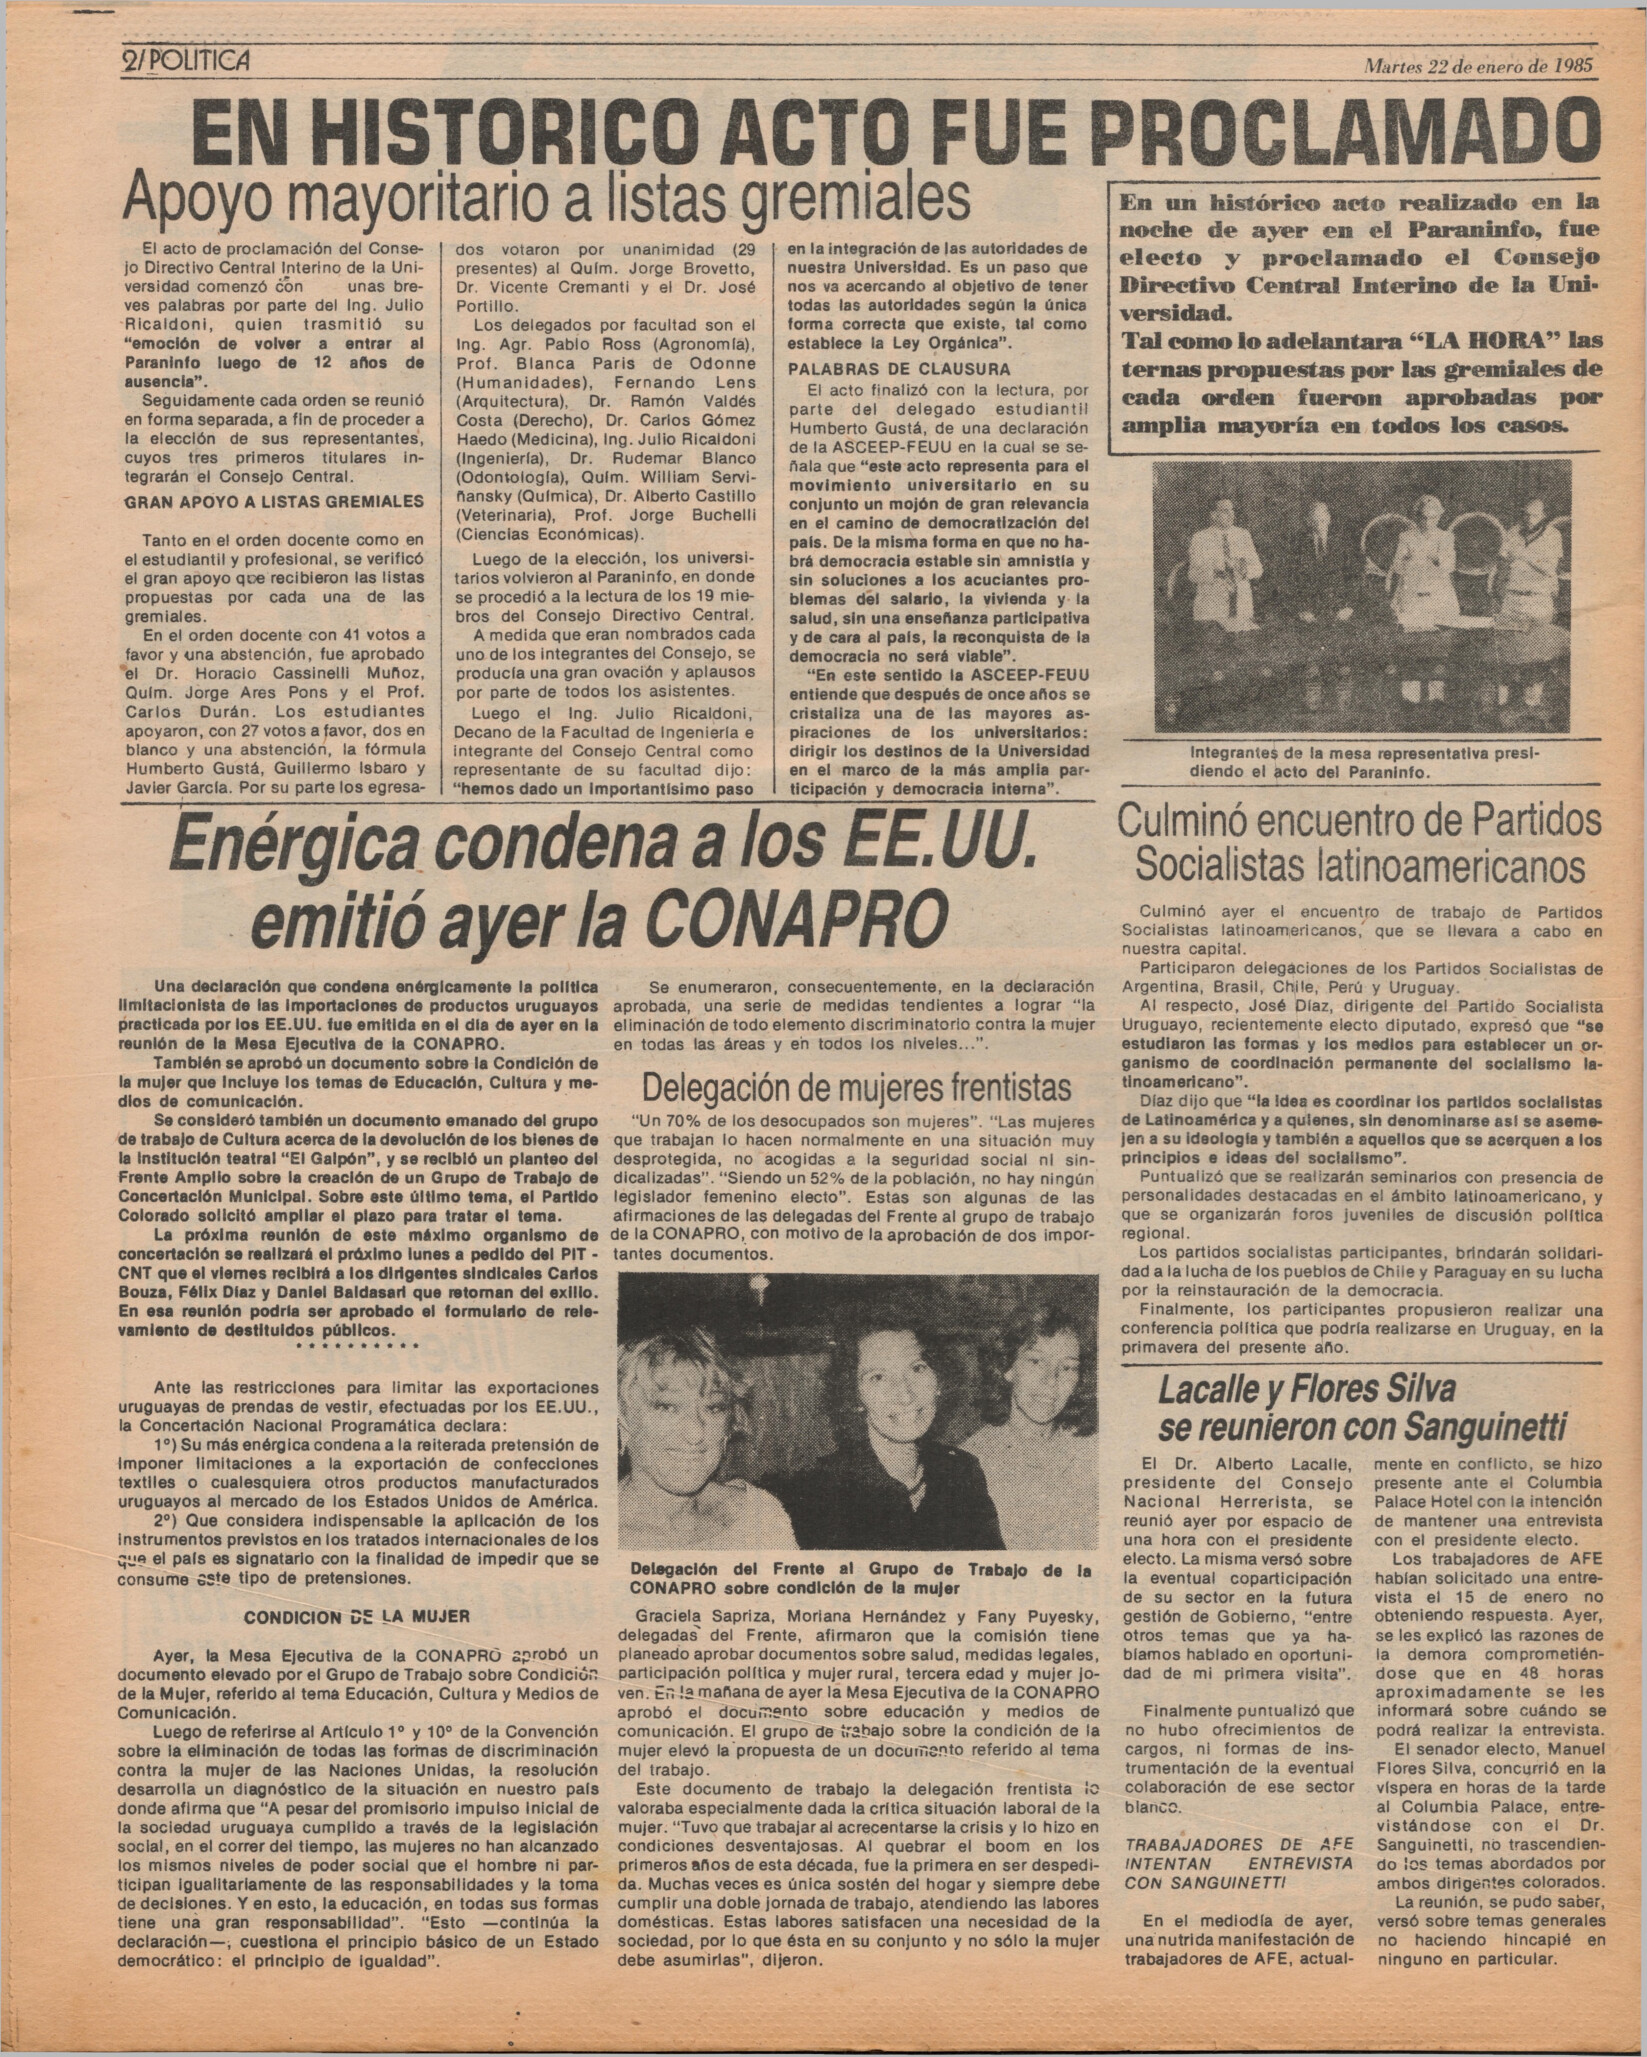 2/POLITICA
Martes 22 de enero de 1985
EN HISTORICO ACTO FUE PROCLAMADO
Apoyo mayoritario a listas gremiales
El acto de proclamación del Conse-
jo Directivo Central Interino de la Uni-
versidad comenzó con unas bre-
ves palabras por parte del Ing. Julio
Ricaldoni, quien trasmitió su
"emoción de volver a entrar al
Paraninfo luego de 12 años de
ausencia".
Seguidamente cada orden se reunió
en forma separada, a fin de proceder a
la elección de sus representantes,
cuyos tres primeros titulares in-
tegrarán el Consejo Central.
GRAN APOYO A LISTAS GREMIALES
Tanto en el orden docente como en
el estudiantil y profesional, se verificó
el gran apoyo que recibieron las listas
propuestas por cada una de las
gremiales.
En el orden docente con 41 votos a
favor y una abstención, fue aprobado
el Dr. Horacio Cassinelli Muñoz,
Quím. Jorge Ares Pons y el Prof.
Carlos Durán. Los estudiantes
apoyaron, con 27 votos a favor, dos en
blanco y una abstención, la fórmula
Humberto Gustá, Guillermo Isbaro y
Javier García. Por su parte los egresa-
dos votaron por unanimidad (29
presentes) al Quím. Jorge Brovetto,
Dr. Vicente Cremanti y el Dr. José
Portillo.
Los delegados por facultad son el
Ing. Agr. Pablo Ross (Agronomía),
Prof. Blanca Paris de Odonne
(Humanidades), Fernando Lens
(Arquitectura), Dr. Ramón Valdés
Costa (Derecho), Dr. Carlos Gómez
Haedo (Medicina), Ing. Julio Ricaldoni
(Ingeniería), Dr. Rudemar Blanco
(Odontología), Quím. William Servi-
ñansky (Química), Dr. Alberto Castillo
(Veterinaria), Prof. Jorge Buchelli
(Ciencias Económicas).
Luego de la elección, los universi-
tarios volvieron al Paraninfo, en donde
se procedió a la lectura de los 19 mie-
bros del Consejo Directivo Central.
A medida que eran nombrados cada
uno de los integrantes del Consejo, se
producía una gran ovación y aplausos
por parte de todos los asistentes.
Luego el Ing. Julio Ricaldoni,
Decano de la Facultad de Ingeniería e
integrante del Consejo Central como
representante de su facultad dijo:
"hemos dado un importantísimo paso
en la integración de las autoridades de
nuestra Universidad. Es un paso que
nos va acercando al objetivo de tener
todas las autoridades según la única
forma correcta que existe, tal como
establece la Ley Orgánica".
PALABRAS DE CLAUSURA
El acto finalizó con la lectura, por
parte del delegado estudiantil
Humberto Gustá, de una declaración
de la ASCEEP-FEUU en la cual se se-
ñala que "este acto representa para el
movimiento universitario en su
conjunto un mojón de gran relevancia
en el camino de democratización del
país. De la misma forma en que no ha-
brá democracia estable sin amnistía y
sin soluciones a los acuciantes pro-
blemas del salario, la vivienda y la
salud, sin una enseñanza participativa
y de cara al país, la reconquista de la
democracia no será viable".
"En este sentido la ASCEEP-FEUU
entiende que después de once años se
cristaliza una de las mayores as-
piraciones de los universitarios:
dirigir los destinos de la Universidad
en el marco de la más amplia par-
ticipación y democracia interna".
En un histórico acto realizado en la
noche de ayer en el Paraninfo, fue
electo y proclamado el Consejo
Directivo Central Interino de la Uni-
versidad.
Tal como lo adelantara "LA HORA" las
ternas propuestas por las gremiales de
cada orden fueron aprobadas por
amplia mayoría en todos los casos.
Integrantes de la mesa representativa presi-
diendo el acto del Paraninfo.
Enérgica condena a los EE.UU.
emitió ayer la CONAPRO
Una declaración que condena enérgicamente la política
limitacionista de las importaciones de productos uruguayos
practicada por los EE.UU. fue emitida en el día de ayer en la
reunión de la Mesa Ejecutiva de la CONAPRO.
También se aprobó un documento sobre la Condición de
la mujer que incluye los temas de Educación, Cultura y me-
dios de comunicación.
Se consideró también un documento emanado del grupo
de trabajo de Cultura acerca de la devolución de los bienes de
la institución teatral "El Galpón", y se recibió un planteo del
Frente Amplio sobre la creación de un Grupo de Trabajo de
Concertación Municipal. Sobre este último tema, el Partido
Colorado solicitó ampliar el plazo para tratar el tema.
La próxima reunión de este máximo organismo de
concertación se realizará el próximo lunes a pedido del PIT -
CNT que el viernes recibirá a los dirigentes sindicales Carlos
Bouza, Félix Díaz y Daniel Baldasari que retornan del exilio.
En esa reunión podría ser aprobado el formulario de rele-
vamiento de destituidos públicos.
* * * * * * * * * *
Ante las restricciones para limitar las exportaciones
uruguayas de prendas de vestir, efectuadas por los EE.UU.,
la Concertación Nacional Programática declara:
1º) Su más enérgica condena a la reiterada pretensión de
imponer limitaciones a la exportación de confecciones
textiles o cualesquiera otros productos manufacturados
uruguayos al mercado de los Estados Unidos de América.
2º) Que considera indispensable la aplicación de los
instrumentos previstos en los tratados internacionales de los
que el país es signatario con la finalidad de impedir que se
consume este tipo de pretensiones.
CONDICION DE LA MUJER
Ayer, la Mesa Ejecutiva de la CONAPRO aprobó un
documento elevado por el Grupo de Trabajo sobre Condición
de la Mujer, referido al tema Educación, Cultura y Medios de
Comunicación.
Luego de referirse al Artículo 1º y 10º de la Convención
sobre la eliminación de todas las formas de discriminación
contra la mujer de las Naciones Unidas, la resolución
desarrolla un diagnóstico de la situación en nuestro país
donde afirma que "A pesar del promisorio impulso inicial de
la sociedad uruguaya cumplido a través de la legislación
social, en el correr del tiempo, las mujeres no han alcanzado
los mismos niveles de poder social que el hombre ni par-
ticipan igualitariamente de las responsabilidades y la toma
de decisiones. Y en esto, la educación, en todas sus formas
tiene una gran responsabilidad". "Esto —continúa la
declaración—, cuestiona el principio básico de un Estado
democrático: el principio de igualdad".
Se enumeraron, consecuentemente, en la declaración
aprobada, una serie de medidas tendientes a lograr "la
eliminación de todo elemento discriminatorio contra la mujer
en todas las áreas y en todos los niveles...".
Delegación de mujeres frentistas
"Un 70% de los desocupados son mujeres". "Las mujeres
que trabajan lo hacen normalmente en una situación muy
desprotegida, no acogidas a la seguridad social ni sin-
dicalizadas". "Siendo un 52% de la población, no hay ningún
legislador femenino electo". Estas son algunas de las
afirmaciones de las delegadas del Frente al grupo de trabajo
de la CONAPRO, con motivo de la aprobación de dos impor-
tantes documentos.
Delegación del Frente al Grupo de Trabajo de la
CONAPRO sobre condición de la mujer
Graciela Sapriza, Moriana Hernández y Fany Puyesky,
delegadas del Frente, afirmaron que la comisión tiene
planeado aprobar documentos sobre salud, medidas legales,
participación política y mujer rural, tercera edad y mujer jo-
ven. En la mañana de ayer la Mesa Ejecutiva de la CONAPRO
aprobó el documento sobre educación y medios de
comunicación. El grupo de trabajo sobre la condición de la
mujer elevó la propuesta de un documento referido al tema
del trabajo.
Este documento de trabajo la delegación frentista lo
valoraba especialmente dada la crítica situación laboral de la
mujer. "Tuvo que trabajar al acrecentarse la crisis y lo hizo en
condiciones desventajosas. Al quebrar el boom en los
primeros años de esta década, fue la primera en ser despedi-
da. Muchas veces es única sostén del hogar y siempre debe
cumplir una doble jornada de trabajo, atendiendo las labores
domésticas. Estas labores satisfacen una necesidad de la
sociedad, por lo que ésta en su conjunto y no sólo la mujer
debe asumirlas", dijeron.
Culminó encuentro de Partidos
Socialistas latinoamericanos
Culminó ayer el encuentro de trabajo de Partidos
Socialistas latinoamericanos, que se llevara a cabo en
nuestra capital.
Participaron delegaciones de los Partidos Socialistas de
Argentina, Brasil, Chile, Perú y Uruguay.
Al respecto, José Díaz, dirigente del Partido Socialista
Uruguayo, recientemente electo diputado, expresó que "se
estudiaron las formas y los medios para establecer un or-
ganismo de coordinación permanente del socialismo la-
tinoamericano".
Díaz dijo que "la idea es coordinar los partidos socialistas
de Latinoamérica y a quienes, sin denominarse así se aseme-
jen a su ideología y también a aquellos que se acerquen a los
principios e ideas del socialismo".
Puntualizó que se realizarán seminarios con presencia de
personalidades destacadas en el ámbito latinoamericano, y
que se organizarán foros juveniles de discusión política
regional.
Los partidos socialistas participantes, brindarán solidari-
dad a la lucha de los pueblos de Chile y Paraguay en su lucha
por la reinstauración de la democracia.
Finalmente, los participantes propusieron realizar una
conferencia política que podría realizarse en Uruguay, en la
primavera del presente año.
Lacalle y Flores Silva
se reunieron con Sanguinetti
El Dr. Alberto Lacalle,
presidente del Consejo
Nacional Herrerista, se
reunió ayer por espacio de
una hora con el presidente
electo. La misma versó sobre
la eventual coparticipación
de su sector en la futura
gestión de Gobierno, "entre
otros temas que ya ha-
bíamos hablado en oportuni-
dad de mi primera visita".
Finalmente puntualizó que
no hubo ofrecimientos de
cargos, ni formas de ins-
trumentación de la eventual
colaboración de ese sector
blanco.
TRABAJADORES DE AFE
INTENTAN ENTREVISTA
CON SANGUINETTI
En el mediodía de ayer,
una nutrida manifestación de
trabajadores de AFE, actual-
mente en conflicto, se hizo
presente ante el Columbia
Palace Hotel con la intención
de mantener una entrevista
con el presidente electo.
Los trabajadores de AFE
habían solicitado una entre-
vista el 15 de enero no
obteniendo respuesta. Ayer,
se les explicó las razones de
la demora comprometién-
dose que en 48 horas
aproximadamente se les
informará sobre cuándo se
podrá realizar la entrevista.
El senador electo, Manuel
Flores Silva, concurrió en la
víspera en horas de la tarde
al Columbia Palace, entre-
vistándose con el Dr.
Sanguinetti, no trascendien-
do los temas abordados por
ambos dirigentes colorados.
La reunión, se pudo saber,
versó sobre temas generales
no haciendo hincapié en
ninguno en particular.